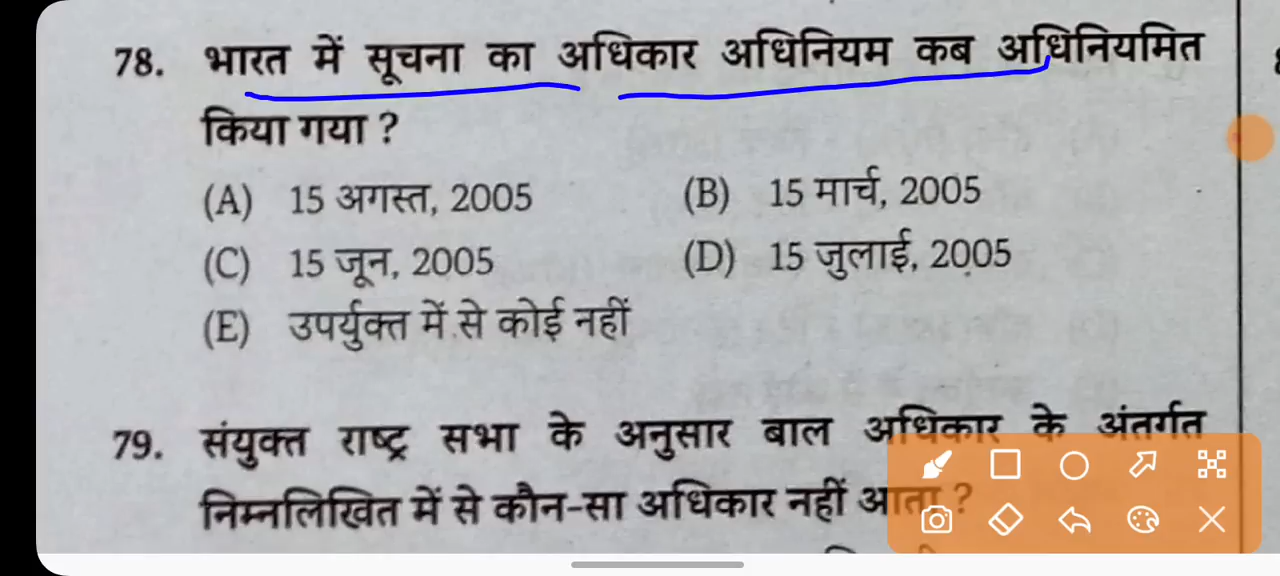 78. भारत में सूचना का अधिकार अधिनियम कब अधिनियमित
किया गया ?
(A) 15 अगस्त, 2005 (B) 15 मार्च, 2005
(C) 15 जून, 2005 (D) 15 जुलाई, 2005
(E) उपर्युक्त में से कोई नहीं
79. संयुक्त राष्ट्र सभा के अनुसार बाल अधिकार के अंतर्गत
निम्नलिखित में से कौन-सा अधिकार नहीं आता ?